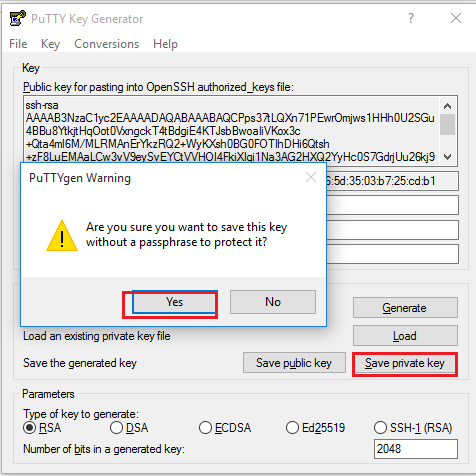 PuTTY Key Generator
File Key Conversions Help
Key
Public key for pasting into OpenSSH authorized_keys file:
ssh-rsa
AAAAB3NzaC1yc2EAAAADAQABAAABAQCPps37tLQXn71PEwrOmjws1HHh0U2SGu
4BBu8YtkjtHqOot0VxngckT4tBdgiE4KTJsbBwoaliVKox3c
+Qta4mI6M/MLRMAnErYkzRQ2+WyKXsh0BG0FOTlhDHi6Qtsh
+zF8LuEMAaLCw3vV9eySvEYCtVVHOI4FkiXlqi1Na3AG2HXQ2YyHc0S7GdrjUu26kj9
6:5d:35:03:b7:25:cd:b1
PuTTYgen Warning
Are you sure you want to save this key
without a passphrase to protect it?
Yes No
Generate
Load an existing private key file Load
Save the generated key Save public key Save private key
Parameters
Type of key to generate:
RSA DSA ECDSA Ed25519 SSH-1 (RSA)
Number of bits in a generated key: 2048